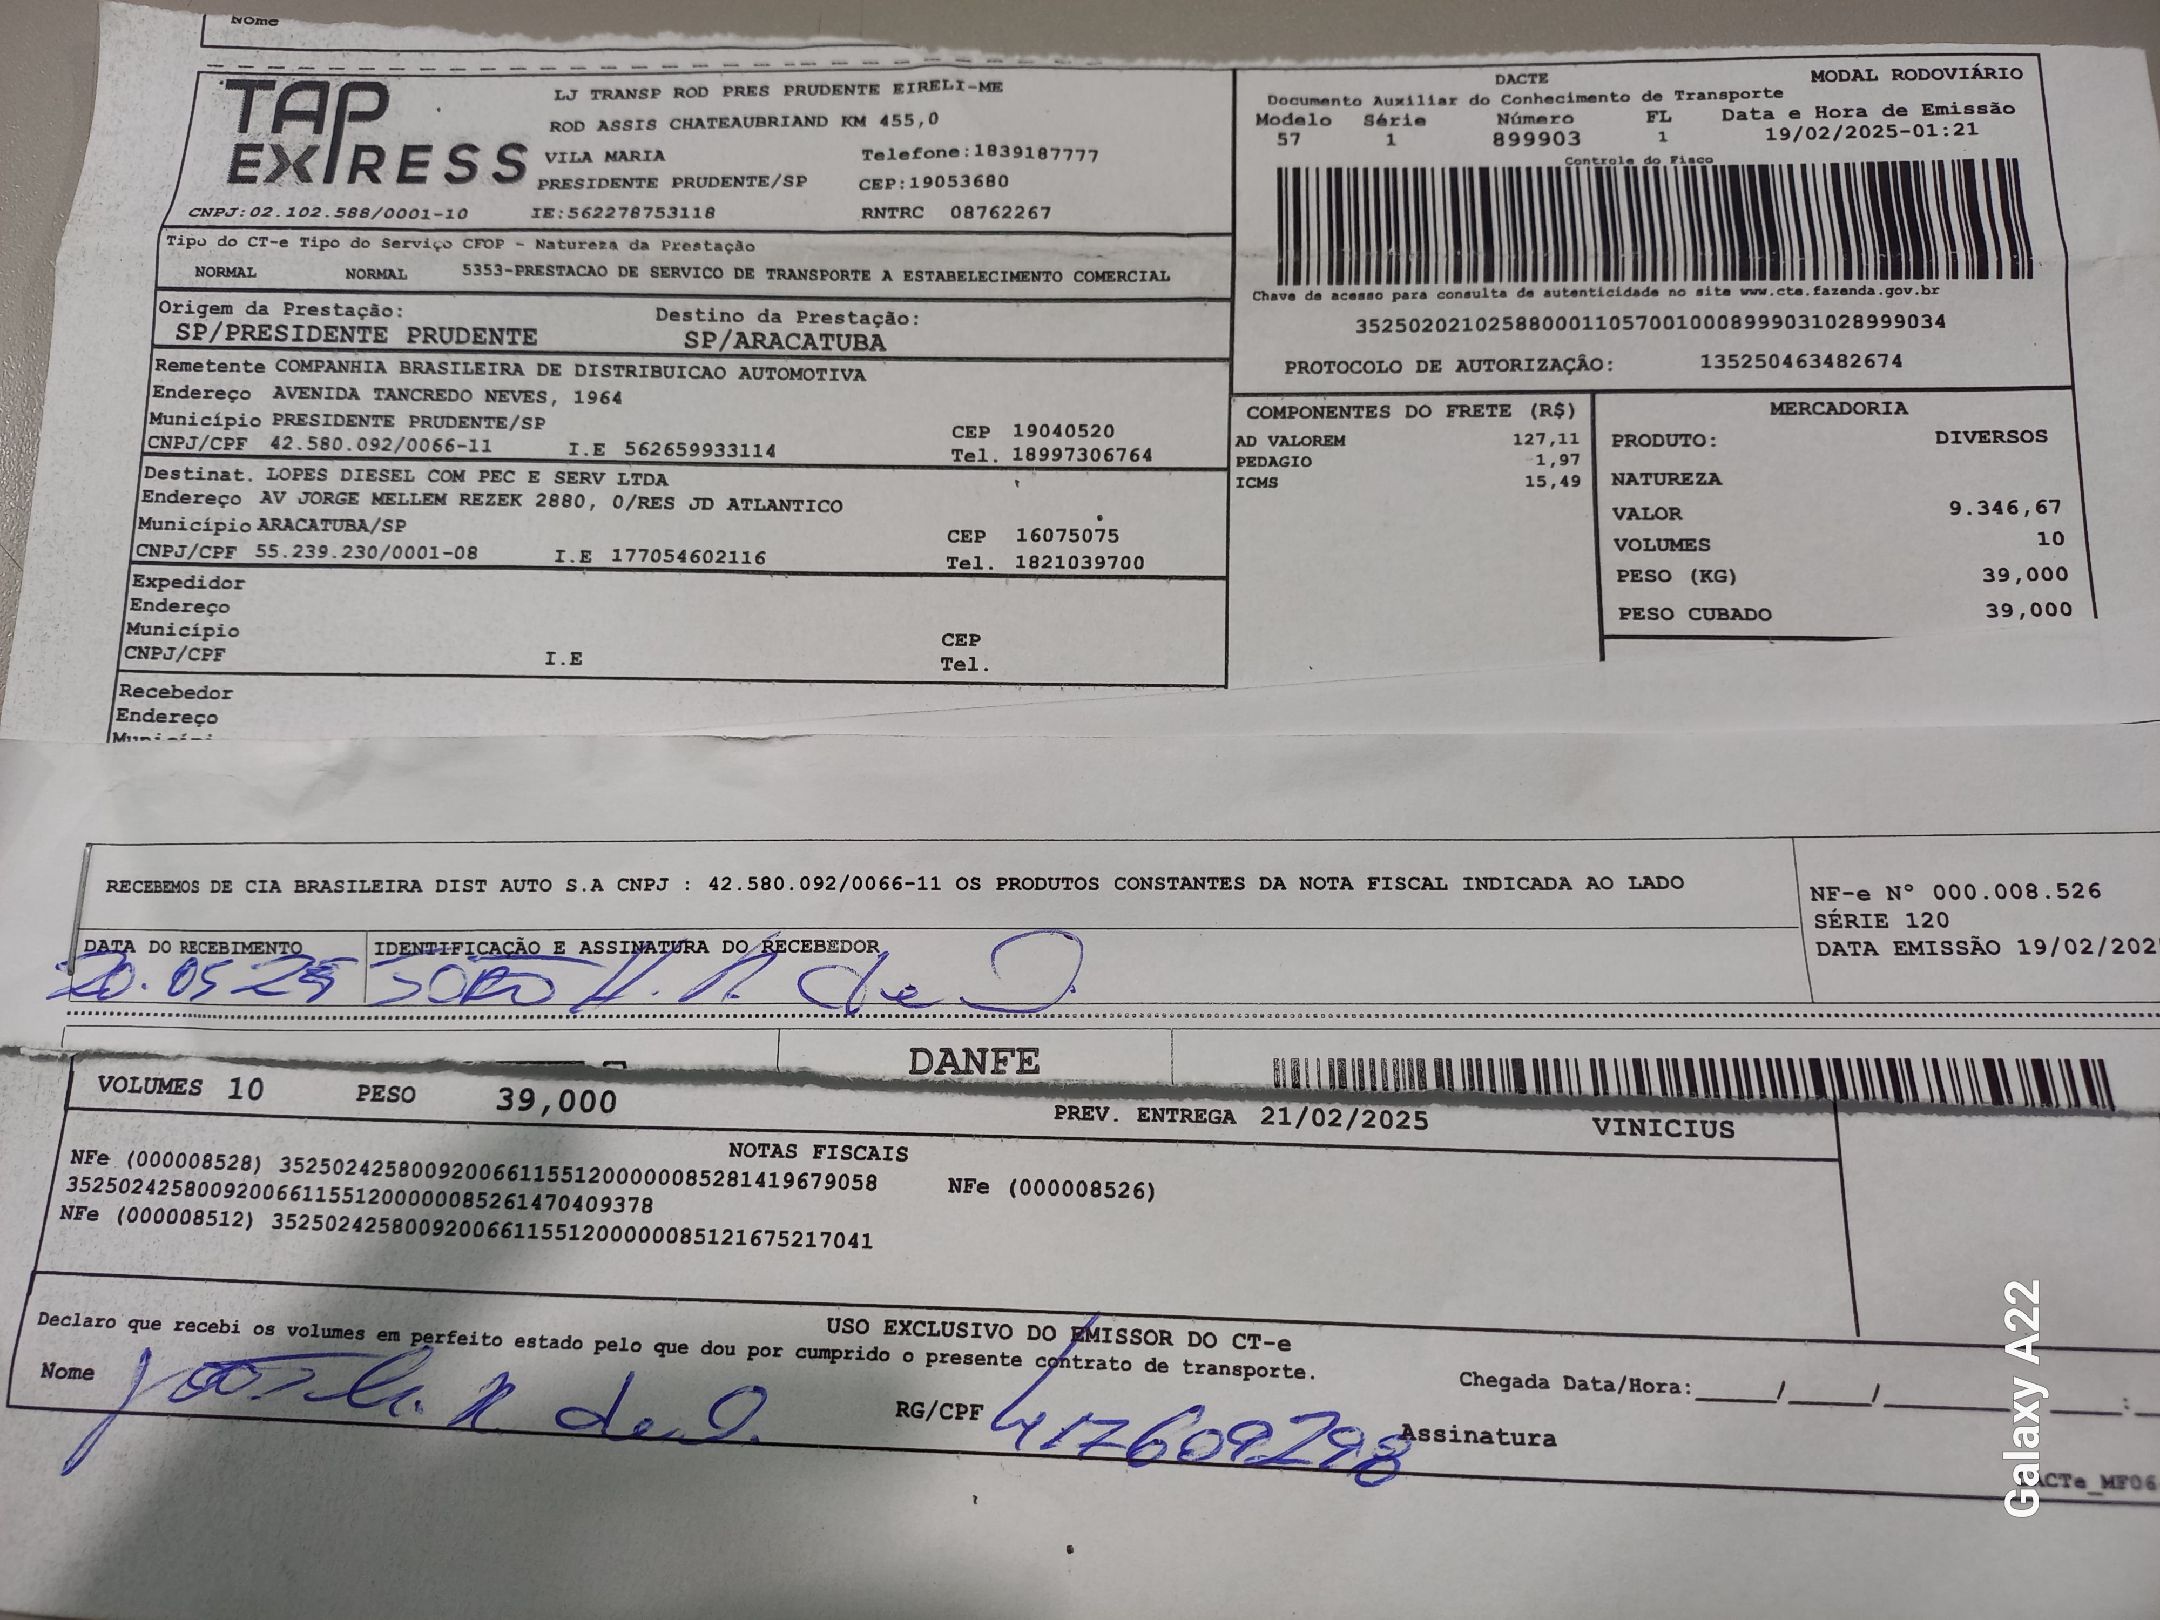 Nome
TAP EXPRESS
LJ TRANSP ROD PRES PRUDENTE EIRELI-ME
ROD ASSIS CHATEAUBRIAND KM 455,0
VILA MARIA Telefone:1839187777
PRESIDENTE PRUDENTE/SP CEP:19053680
CNPJ:02.102.588/0001-10 IE:562278753118 RNTRC 08762267
DACTE MODAL RODOVIÁRIO
Documento Auxiliar do Conhecimento de Transporte
Modelo Série Número FL Data e Hora de Emissão
57 1 899903 1 19/02/2025-01:21
Controle do Fisco
Chave de acesso para consulta de autenticidade no site www.cte.fazenda.gov.br
35250202102588000110570010008999031028999034
PROTOCOLO DE AUTORIZAÇÂO: 135250463482674
Tipo do CT-e Tipo do Serviço CFOP - Natureza da Prestação
NORMAL NORMAL 5353-PRESTACAO DE SERVICO DE TRANSPORTE A ESTABELECIMENTO COMERCIAL
Origem da Prestação: Destino da Prestação:
SP/PRESIDENTE PRUDENTE SP/ARACATUBA
Remetente COMPANHIA BRASILEIRA DE DISTRIBUICAO AUTOMOTIVA
Endereço AVENIDA TANCREDO NEVES, 1964
Município PRESIDENTE PRUDENTE/SP CEP 19040520
CNPJ/CPF 42.580.092/0066-11 I.E 562659933114 Tel. 18997306764
Destinat. LOPES DIESEL COM PEC E SERV LTDA
Endereço AV JORGE MELLEM REZEK 2880, 0/RES JD ATLANTICO
Município ARACATUBA/SP CEP 16075075
CNPJ/CPF 55.239.230/0001-08 I.E 177054602116 Tel. 1821039700
Expedidor
Endereço
Município CEP
CNPJ/CPF I.E Tel.
Recebedor
Endereço
Municípi
COMPONENTES DO FRETE (R$)
AD VALOREM 127,11
PEDAGIO 1,97
ICMS 15,49
MERCADORIA
PRODUTO: DIVERSOS
NATUREZA
VALOR 9.346,67
VOLUMES 10
PESO (KG) 39,000
PESO CUBADO 39,000
RECEBEMOS DE CIA BRASILEIRA DIST AUTO S.A CNPJ : 42.580.092/0066-11 OS PRODUTOS CONSTANTES DA NOTA FISCAL INDICADA AO LADO
NF-e N° 000.008.526
SÉRIE 120
DATA EMISSÃO 19/02/202
DATA DO RECEBIMENTO IDENTIFICAÇÃO E ASSINATURA DO RECEBEDOR
20.05 25 João H. R. de O.
DANFE
VOLUMES 10 PESO 39,000 PREV. ENTREGA 21/02/2025 VINICIUS
NOTAS FISCAIS
NFe (000008528) 35250242580092006611551200000085281419679058 NFe (000008526)
35250242580092006611551200000085261470409378
NFe (000008512) 35250242580092006611551200000085121675217041
USO EXCLUSIVO DO EMISSOR DO CT-e
Declaro que recebi os volumes em perfeito estado pelo que dou por cumprido o presente contrato de transporte.
Nome João H. R de O. RG/CPF 417609298 Assinatura
Chegada Data/Hora:____/____/____ ____:
ACTe_MF06
Galaxy A22